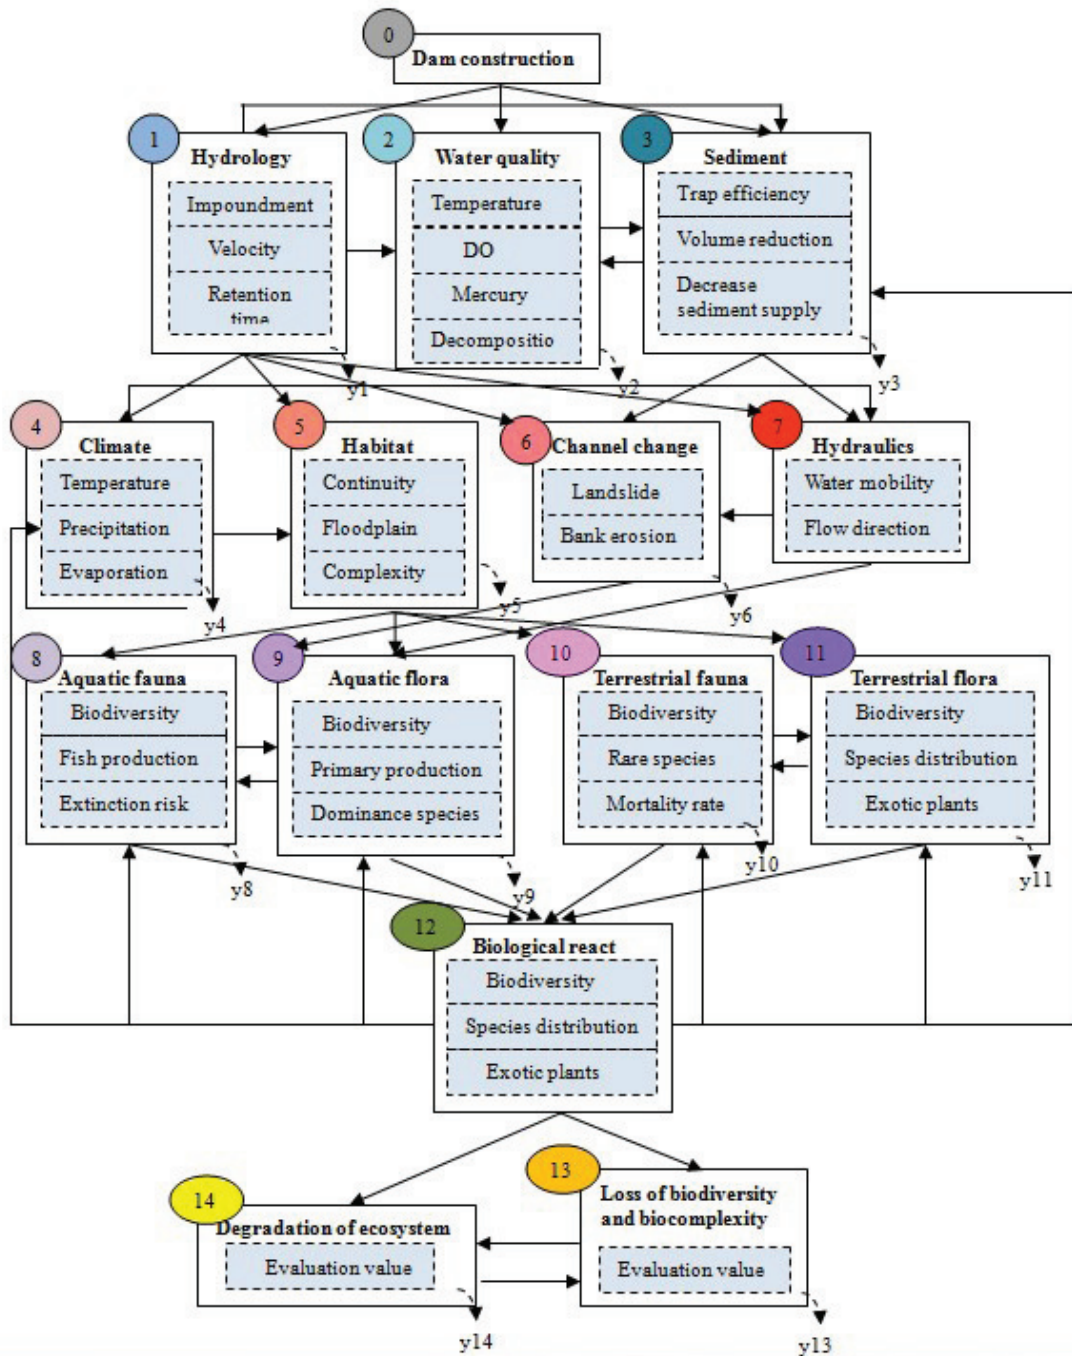 0
Dam construction
1
2
3
Hydrology
Water quality
Sediment
Impoundment
Velocity
Retention
time
Temperature
DO
Mercury
Decompositio
Trap efficiency
Volume reduction
Decrease
sediment supply
y1
y2
y3
4
5
6
7
Climate
Habitat
Channel change
Hydraulics
Temperature
Precipitation
Evaporation
Continuity
Floodplain
Complexity
Landslide
Bank erosion
Water mobility
Flow direction
y4
y5
y6
8
9
10
11
Aquatic fauna
Aquatic flora
Terrestrial fauna
Terrestrial flora
Biodiversity
Fish production
Extinction risk
Biodiversity
Primary production
Dominance species
Biodiversity
Rare species
Mortality rate
Biodiversity
Species distribution
Exotic plants
y8
y9
y10
y11
12
Biological react
Biodiversity
Species distribution
Exotic plants
13
Loss of biodiversity
and biocomplexity
Evaluation value
14
Degradation of ecosystem
Evaluation value
y14
y13